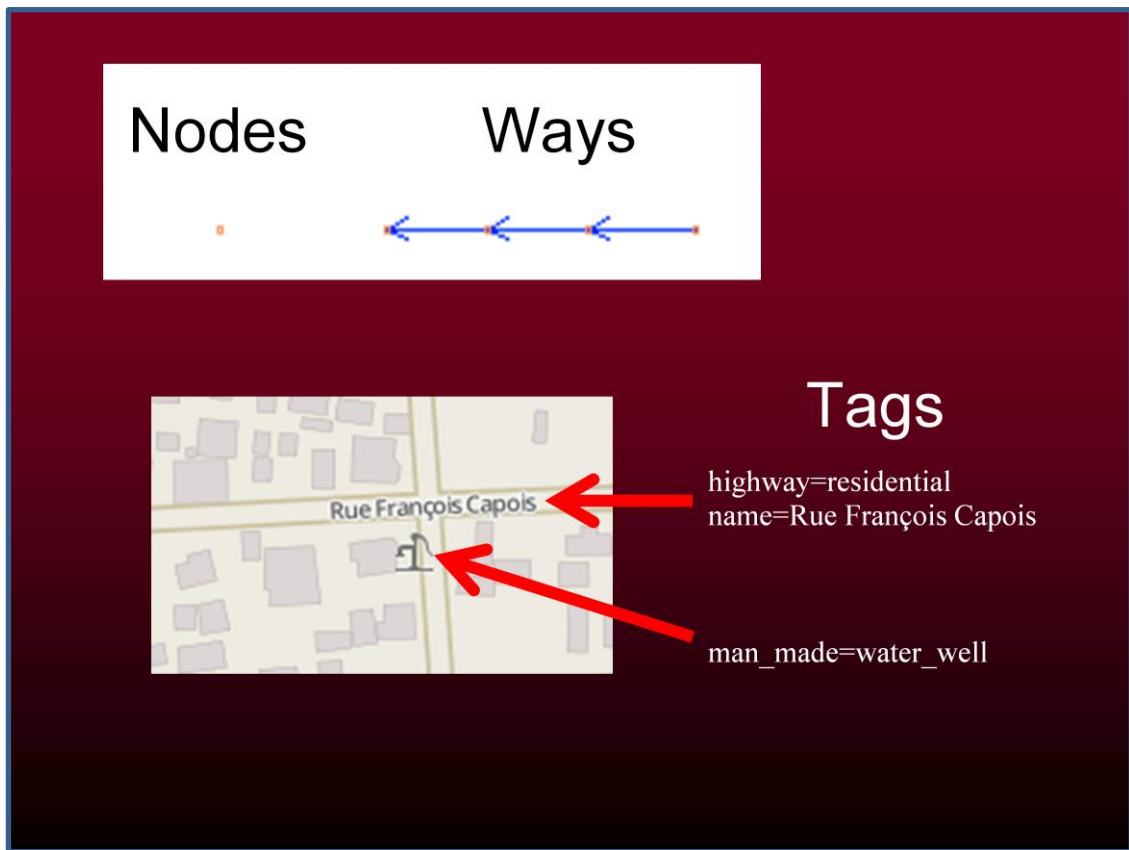 Nodes
Ways
Tags
highway=residential
name=Rue François Capois
Rue François Capois
man_made=water_well